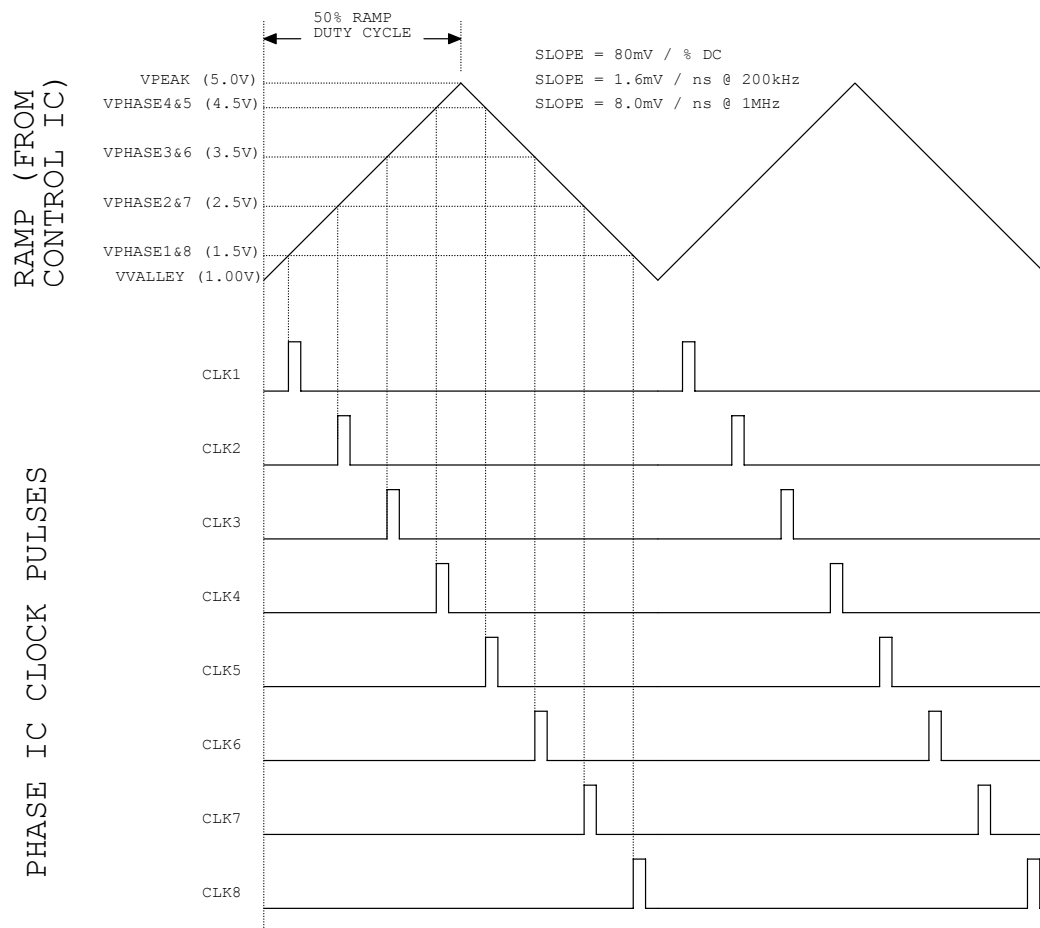 50% RAMP
DUTY CYCLE
SLOPE = 80mV / % DC
SLOPE = 1.6mV / ns @ 200kHz
SLOPE = 8.0mV / ns @ 1MHz
RAMP (FROM
CONTROL IC)
VPEAK (5.0V)
VPHASE4&5 (4.5V)
VPHASE3&6 (3.5V)
VPHASE2&7 (2.5V)
VPHASE1&8 (1.5V)
VVALLEY (1.00V)
PHASE IC CLOCK PULSES
CLK1
CLK2
CLK3
CLK4
CLK5
CLK6
CLK7
CLK8